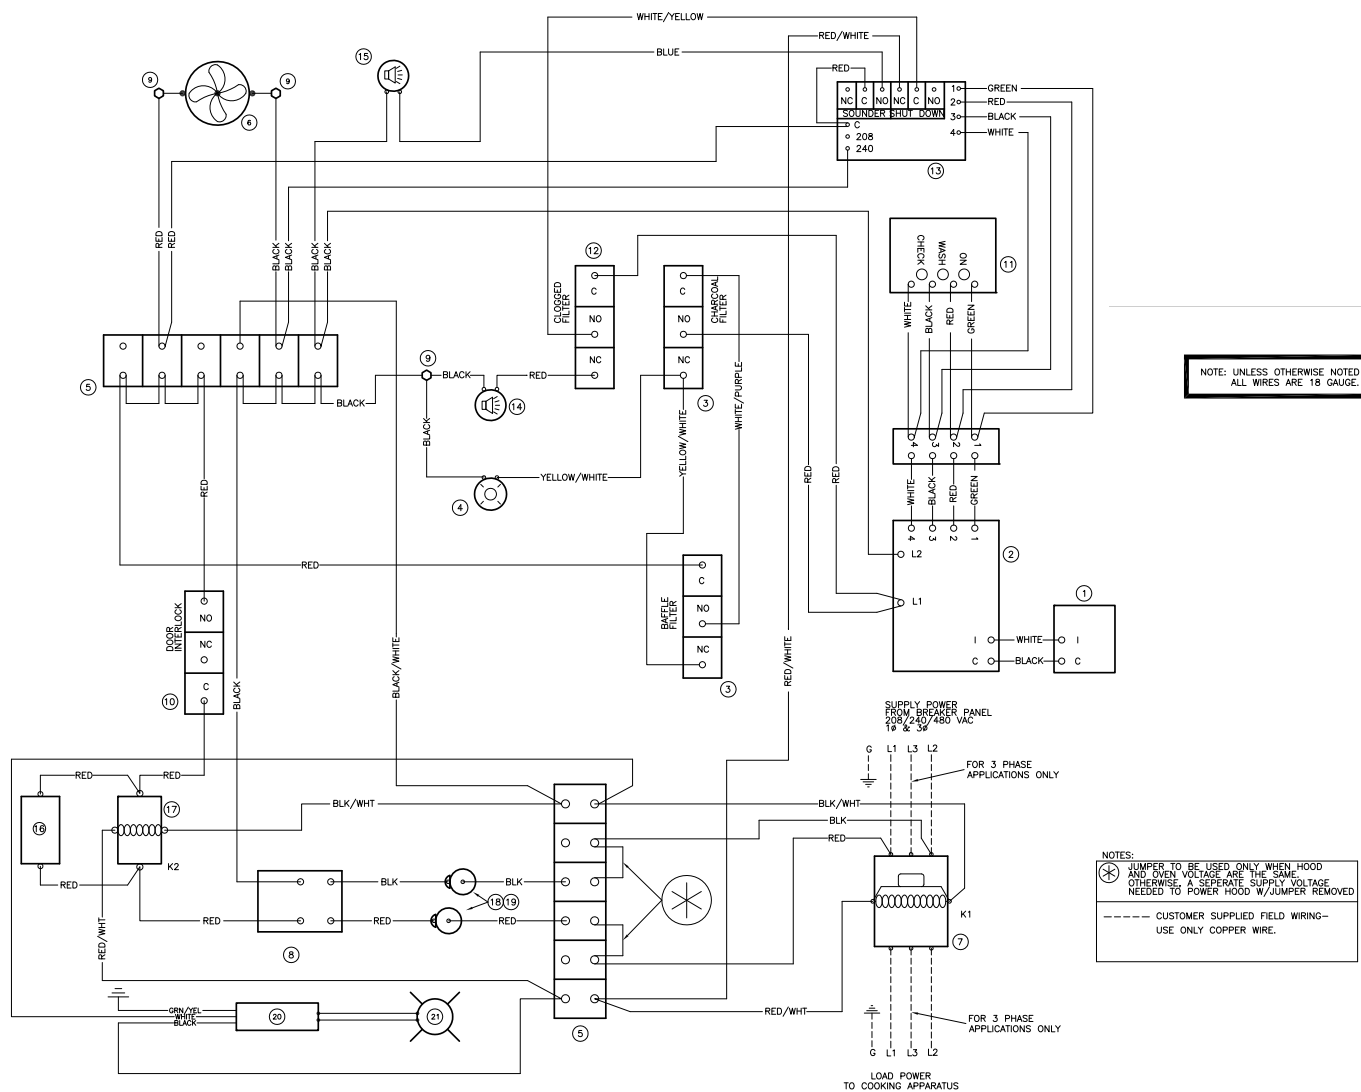 WHITE/YELLOW
RED/WHITE
BLUE
15
RED
9
9
6
NC C NO NC C NO
SOUNDER SHUT DOWN
C
208
240
1
2
3
4
GREEN
RED
BLACK
WHITE
13
CHECK
WASH
ON
11
RED
RED
BLACK
BLACK
BLACK
BLACK
12
CLOGGED
FILTER
C
NO
NC
CHARCOAL
FILTER
C
NO
NC
3
WHITE
BLACK
RED
GREEN
NOTE: UNLESS OTHERWISE NOTED
ALL WIRES ARE 18 GAUGE.
5
9
BLACK
RED
BLACK
14
BLACK
WHITE/PURPLE
YELLOW/WHITE
YELLOW/WHITE
4
RED
RED
RED
4 3 2 1
WHITE
BLACK
RED
GREEN
4 3 2 1
L2
2
L1
I
C
WHITE
BLACK
1
I
C
RED
BAFFLE
FILTER
C
NO
NC
3
DOOR
INTERLOCK
NO
NC
C
10
BLACK
BLACK/WHITE
RED/WHITE
SUPPLY POWER
FROM BREAKER PANEL
208/240/480 VAC
1ø & 3ø
G L1 L3 L2
FOR 3 PHASE
APPLICATIONS ONLY
RED
RED
17
16
K2
RED
BLK/WHT
BLK/WHT
BLK
RED
BLK
BLK
18 19
RED
RED
RED
8
RED/WHT
K1
7
NOTES:
JUMPER TO BE USED ONLY WHEN HOOD
AND OVEN VOLTAGE ARE THE SAME.
OTHERWISE, A SEPERATE SUPPLY VOLTAGE
NEEDED TO POWER HOOD W/JUMPER REMOVED
CUSTOMER SUPPLIED FIELD WIRING-
USE ONLY COPPER WIRE.
GRN/YEL
WHITE
BLACK
20
21
5
RED/WHT
FOR 3 PHASE
APPLICATIONS ONLY
G L1 L3 L2
LOAD POWER
TO COOKING APPARATUS